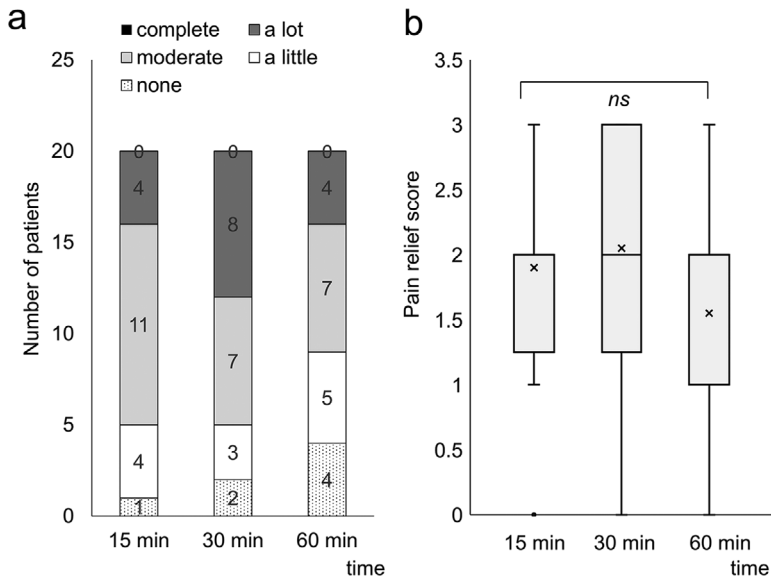 a
complete a lot
moderate a little
none
Number of patients
25
20
15
10
5
0
0 0 0
4 8 4
11 7 7
4 3 5
1 2 4
15 min 30 min 60 min
time
b
Pain relief score
3.5
3
2.5
2
1.5
1
0.5
0
ns
× × ×
15 min 30 min 60 min
time